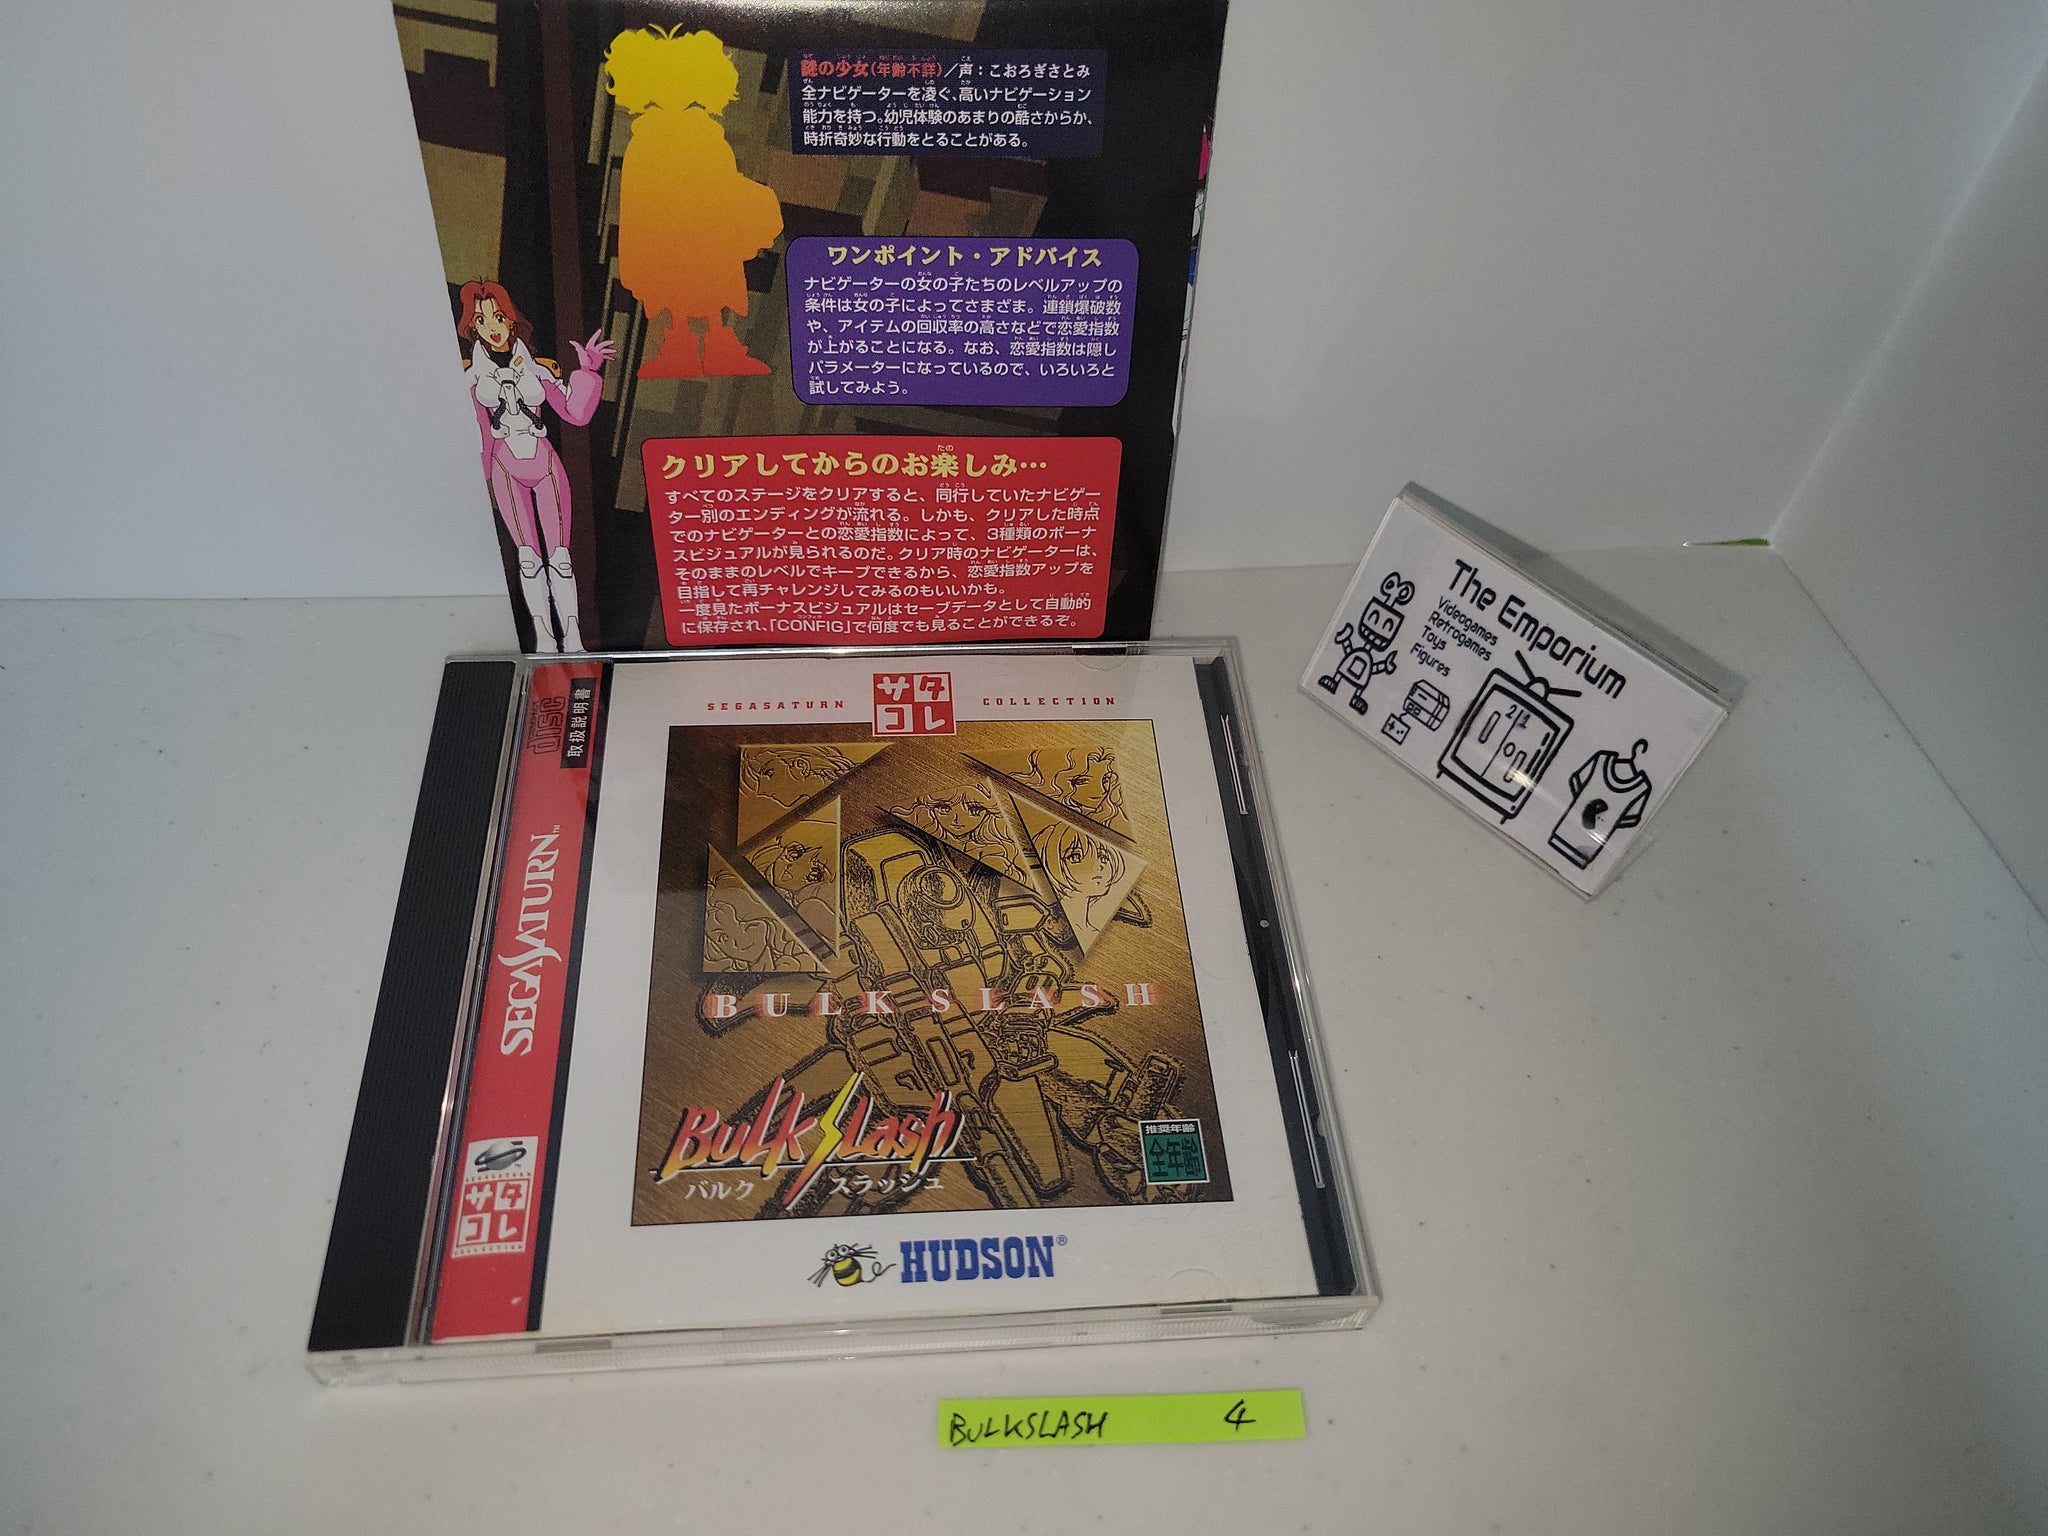 謎の少女(年齢不詳)／声：こおろぎさとみ
全ナビゲーターを凌ぐ、高いナビゲーション
能力を持つ。幼児体験のあまりの酷さからか、
時折奇妙な行動をとることがある。
ワンポイント・アドバイス
ナビゲーターの女の子たちのレベルアップの
条件は女の子によってさまざま。連鎖爆破数
や、アイテムの回収率の高さなどで恋愛指数
が上がることになる。なお、恋愛指数は隠し
パラメーターになっているので、いろいろと
試してみよう。
クリアしてからのお楽しみ…
すべてのステージをクリアすると、同行していたナビゲー
ター別のエンディングが流れる。しかも、クリアした時点
でのナビゲーターとの恋愛指数によって、3種類のボーナ
スビジュアルが見られるのだ。クリア時のナビゲーターは、
そのままのレベルでキープできるから、恋愛指数アップを
目指して再チャレンジしてみるのもいいかも。
一度見たボーナスビジュアルはセーブデータとして自動的
に保存され、「CONFIG」で何度でも見ることができるぞ。
The Emporium
Videogames
Retrogames
Toys
Figures
21
disc
取扱説明書
SEGASATURN™
SEGASATURN
サタ
コレ
COLLECTION
SEGASATURN
サタ
コレ
COLLECTION
BULK SLASH
BulkSlash
バルク スラッシュ
推奨年齢
全年齢
HUDSON®
BULKSLASH 4